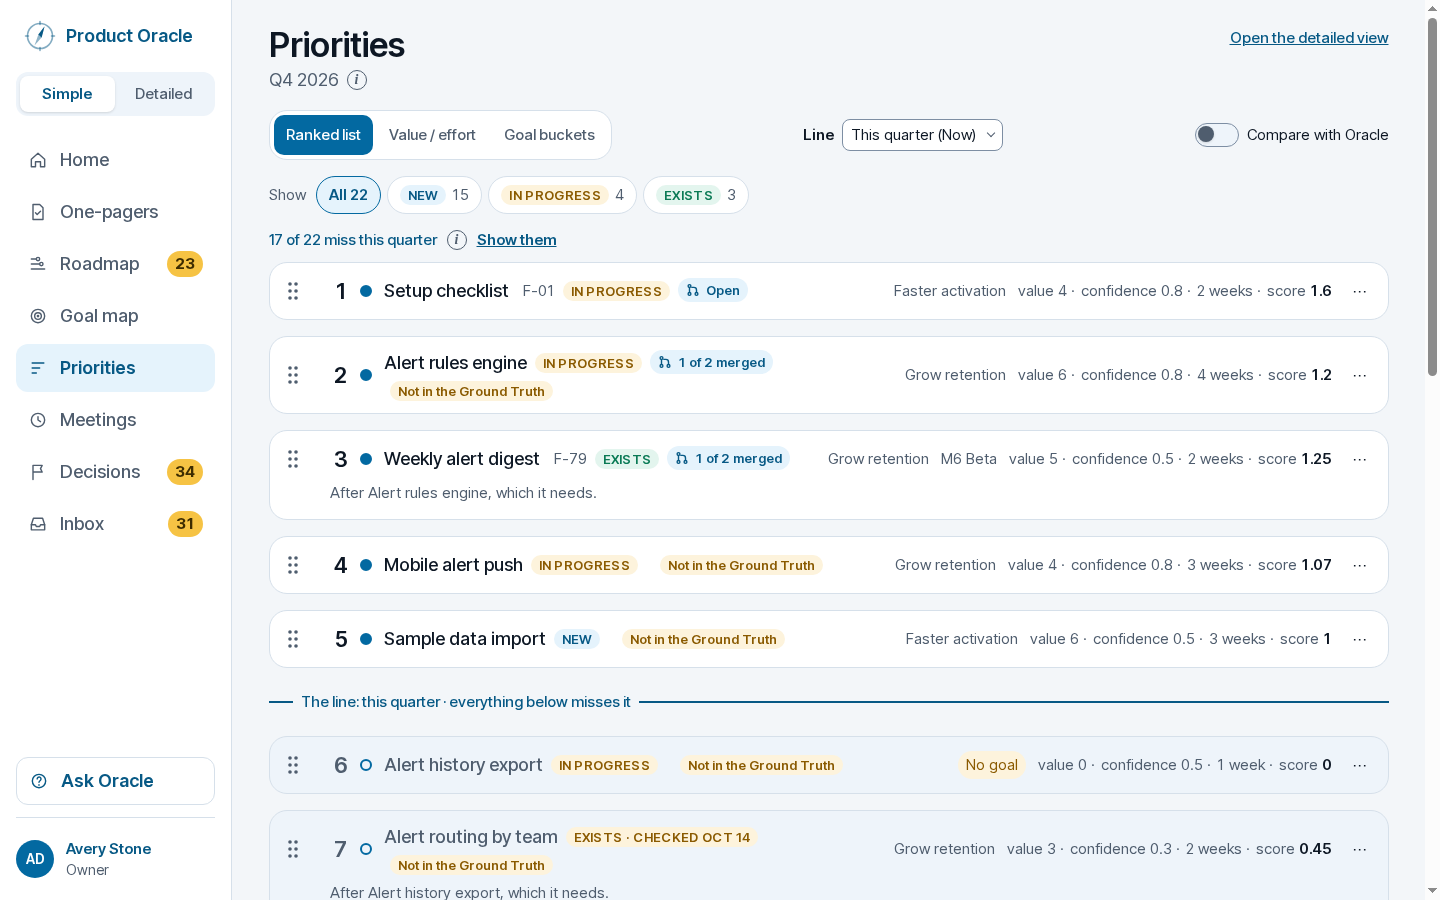 Product Oracle
Simple Detailed
Home
One-pagers
Roadmap 23
Goal map
Priorities
Meetings
Decisions 34
Inbox 31
Ask Oracle
AD Avery Stone
Owner
Priorities
Open the detailed view
Q4 2026 i
Ranked list Value / effort Goal buckets
Line This quarter (Now)
Compare with Oracle
Show All 22 NEW 15 IN PROGRESS 4 EXISTS 3
17 of 22 miss this quarter i Show them
1 Setup checklist F-01 IN PROGRESS Open Faster activation value 4 · confidence 0.8 · 2 weeks · score 1.6 ...
2 Alert rules engine IN PROGRESS 1 of 2 merged Grow retention value 6 · confidence 0.8 · 4 weeks · score 1.2 ...
Not in the Ground Truth
3 Weekly alert digest F-79 EXISTS 1 of 2 merged Grow retention M6 Beta value 5 · confidence 0.5 · 2 weeks · score 1.25 ...
After Alert rules engine, which it needs.
4 Mobile alert push IN PROGRESS Not in the Ground Truth Grow retention value 4 · confidence 0.8 · 3 weeks · score 1.07 ...
5 Sample data import NEW Not in the Ground Truth Faster activation value 6 · confidence 0.5 · 3 weeks · score 1 ...
The line: this quarter · everything below misses it
6 Alert history export IN PROGRESS Not in the Ground Truth No goal value 0 · confidence 0.5 · 1 week · score 0 ...
7 Alert routing by team EXISTS · CHECKED OCT 14 Grow retention value 3 · confidence 0.3 · 2 weeks · score 0.45 ...
Not in the Ground Truth
After Alert history export, which it needs.